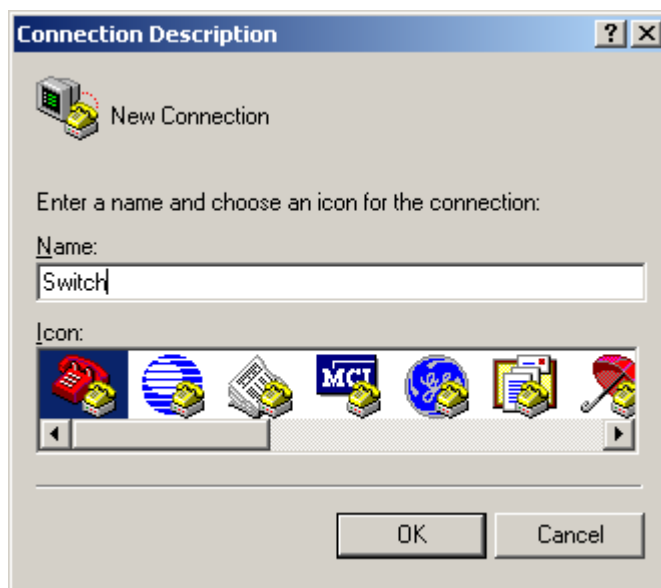 Connection Description
New Connection
Enter a name and choose an icon for the connection:
Name:
Switch
Icon:
MCI
OK Cancel